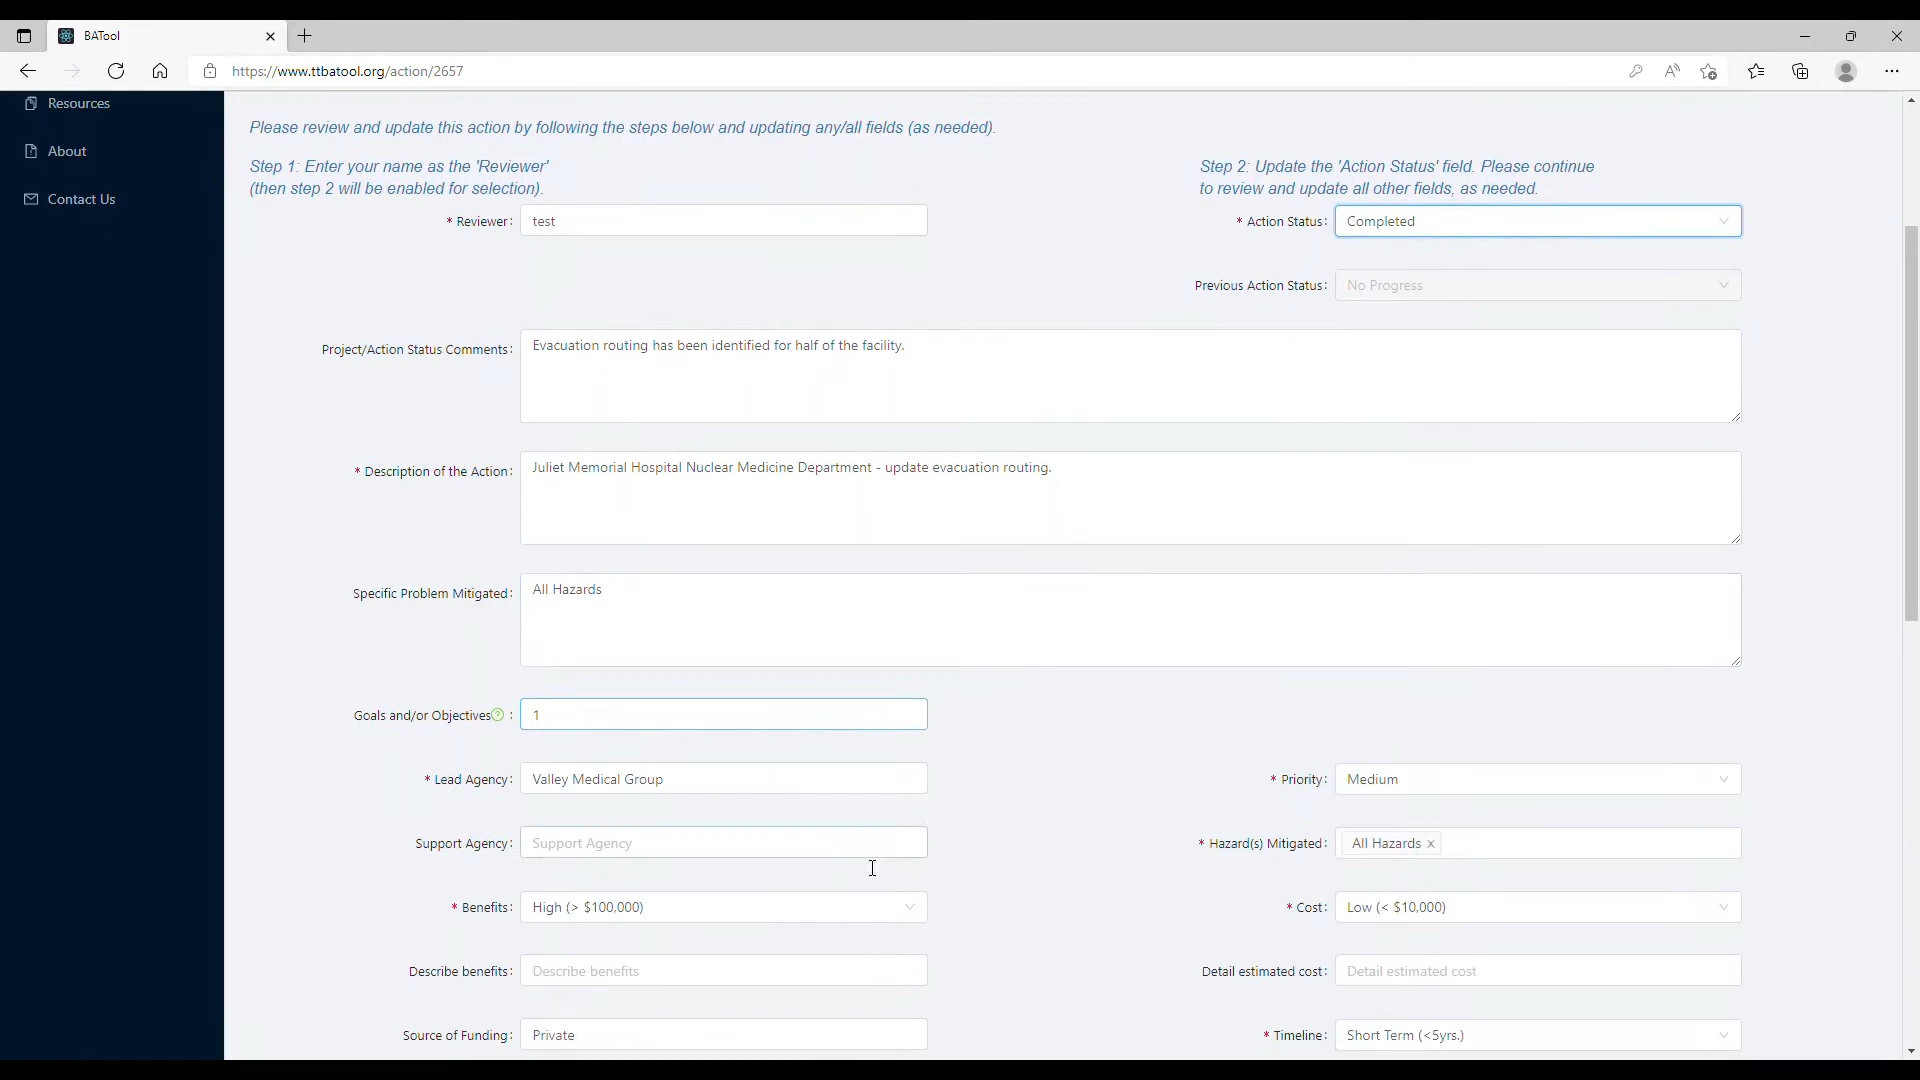 BATool
https://www.ttbatool.org/action/2657
Resources
About
Contact Us
Please review and update this action by following the steps below and updating any/all fields (as needed).
Step 1: Enter your name as the 'Reviewer'
(then step 2 will be enabled for selection).
Step 2: Update the 'Action Status' field. Please continue
to review and update all other fields, as needed.
* Reviewer: test
* Action Status: Completed
Previous Action Status: No Progress
Project/Action Status Comments: Evacuation routing has been identified for half of the facility.
* Description of the Action: Juliet Memorial Hospital Nuclear Medicine Department - update evacuation routing.
Specific Problem Mitigated: All Hazards
Goals and/or Objectives ? : 1
* Lead Agency: Valley Medical Group
* Priority: Medium
Support Agency: Support Agency
* Hazard(s) Mitigated: All Hazards ×
* Benefits: High (> $100,000)
* Cost: Low (< $10,000)
Describe benefits: Describe benefits
Detail estimated cost: Detail estimated cost
Source of Funding: Private
* Timeline: Short Term (<5yrs.)